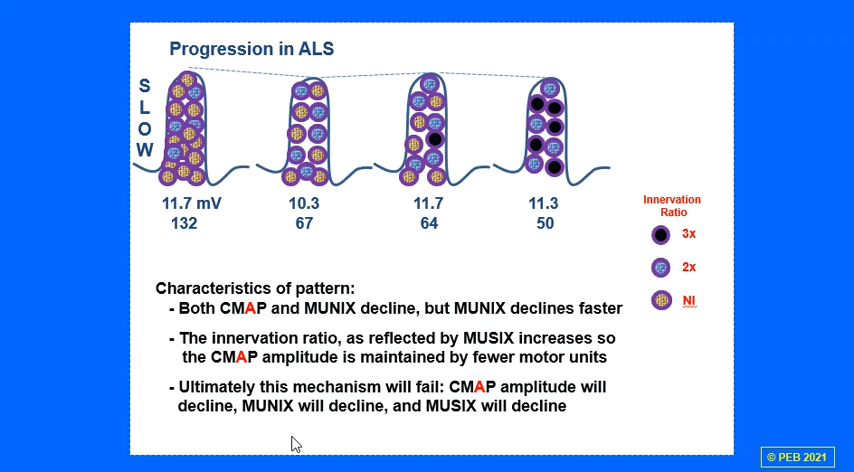 Progression in ALS
S
L
O
W
11.7 mV 10.3 11.7 11.3
132 67 64 50
Innervation
Ratio
3x
2x
NI
Characteristics of pattern:
- Both CMAP and MUNIX decline, but MUNIX declines faster
- The innervation ratio, as reflected by MUSIX increases so
the CMAP amplitude is maintained by fewer motor units
- Ultimately this mechanism will fail: CMAP amplitude will
decline, MUNIX will decline, and MUSIX will decline
© PEB 2021